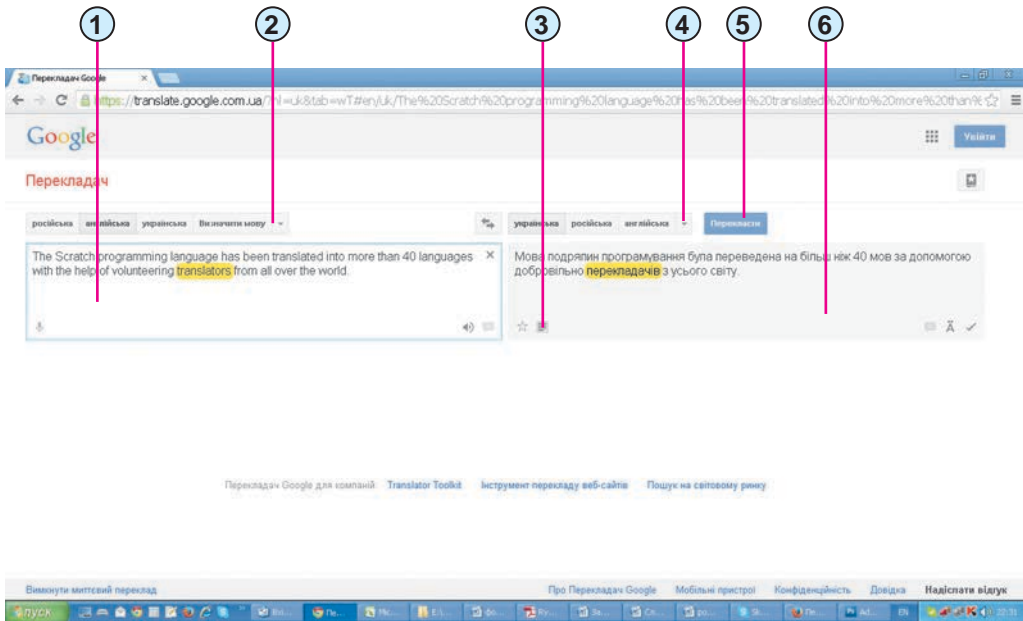 1 2 3 4 5 6
Перекладач Google
https://translate.google.com.ua/?hl=uk&tab=wT#en/uk/The%20Scratch%20programming%20language%20has%20been%20translated%20into%20more%20than%
Google
Увійти
Перекладач
російська англійська українська Визначити мову українська російська англійська Перекласти
The Scratch programming language has been translated into more than 40 languages
with the help of volunteering translators from all over the world.
Мова подряпин програмування була переведена на більш ніж 40 мов за допомогою
добровільно перекладачів з усього світу.
Ä
Перекладач Google для компаній: Translator Toolkit Інструмент перекладу веб-сайтів Пошук на світовому ринку
Вимкнути миттєвий переклад Про Перекладач Google Мобільні пристрої Конфіденційність Довідка Надіслати відгук
пуск EN 22:31